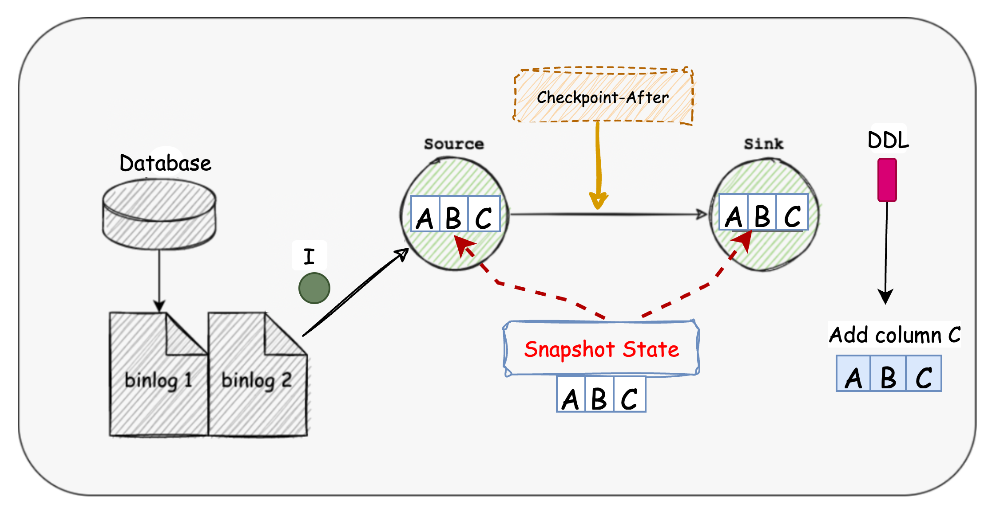 Checkpoint-After
Source
Sink
DDL
Database
A B C
A B C
I
Add column C
Snapshot State
A B C
A B C
binlog 1
binlog 2